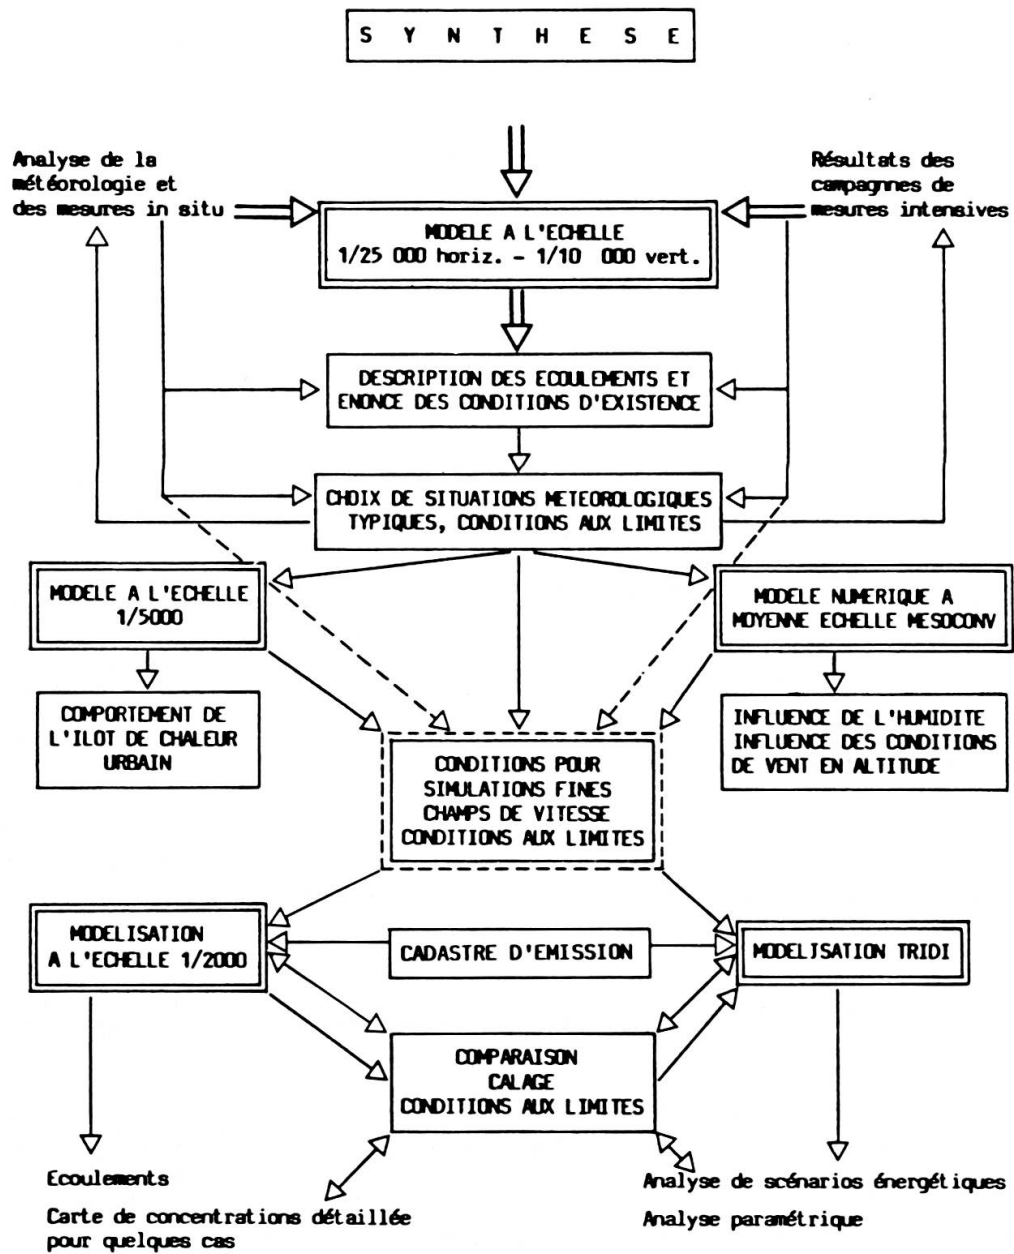 S Y N T H E S E
Analyse de la
météorologie et
des mesures in situ
Résultats des
campagnnes de
mesures intensives
MODELE A L'ECHELLE
1/25 000 horiz. - 1/10 000 vert.
DESCRIPTION DES ECOULEMENTS ET
ENONCE DES CONDITIONS D'EXISTENCE
CHOIX DE SITUATIONS METEOROLOGIQUES
TYPIQUES, CONDITIONS AUX LIMITES
MODELE A L'ECHELLE
1/5000
MODELE NUMERIQUE A
MOYENNE ECHELLE MESOCONV
COMPORTEMENT DE
L'ILOT DE CHALEUR
URBAIN
INFLUENCE DE L'HUMIDITE
INFLUENCE DES CONDITIONS
DE VENT EN ALTITUDE
CONDITIONS POUR
SIMULATIONS FINES
CHAMPS DE VITESSE
CONDITIONS AUX LIMITES
MODELISATION
A L'ECHELLE 1/2000
CADASTRE D'EMISSION
MODELISATION TRIDI
COMPARAISON
CALAGE
CONDITIONS AUX LIMITES
Ecoulements
Carte de concentrations détaillée
pour quelques cas
Analyse de scénarios énergétiques
Analyse paramétrique